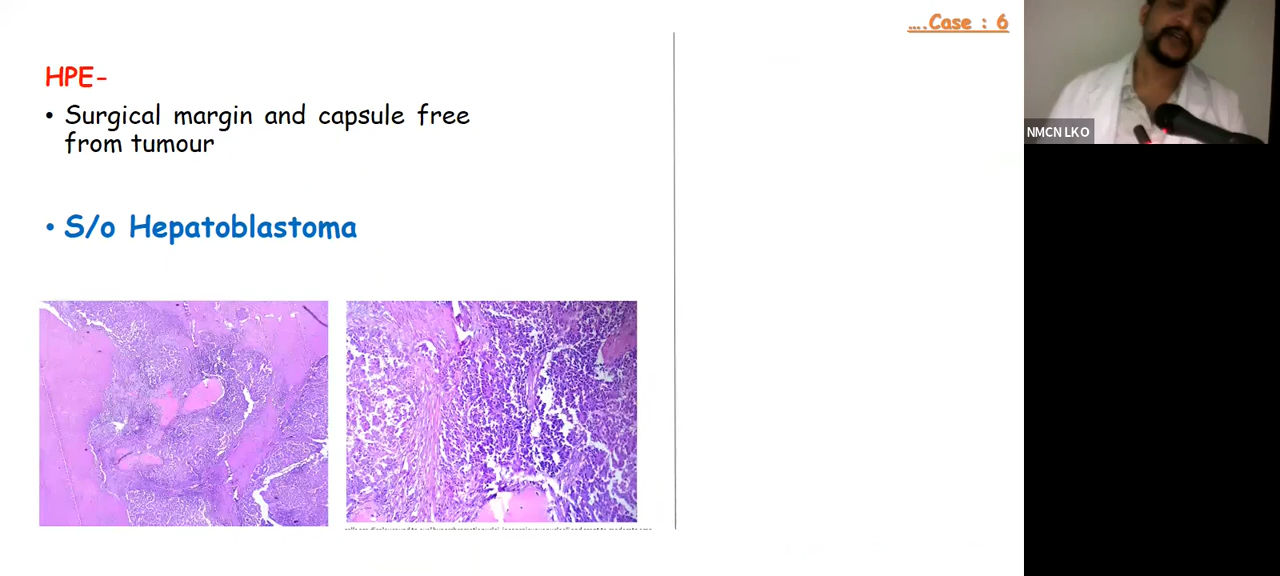 ....Case : 6
HPE-
• Surgical margin and capsule free
from tumour
• S/o Hepatoblastoma
NMCN LKO